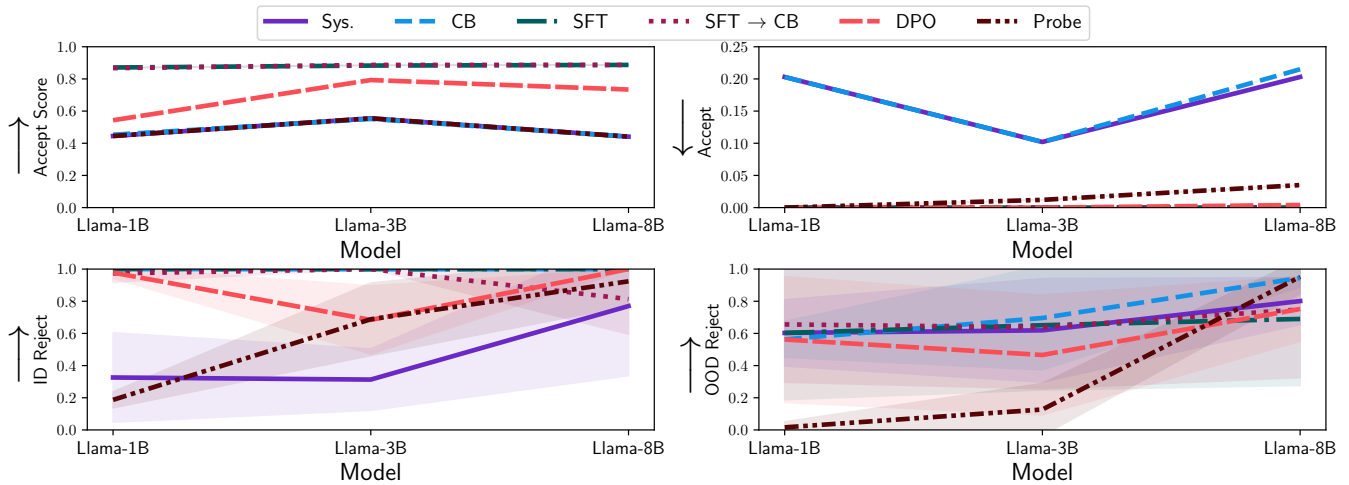 Sys. CB SFT SFT → CB DPO Probe
1.0
0.8
0.6
0.4
0.2
0.0
Accept Score
Llama-1B Llama-3B Llama-8B
Model
0.25
0.20
0.15
0.10
0.05
0.00
Accept
Llama-1B Llama-3B Llama-8B
Model
1.0
0.8
0.6
0.4
0.2
0.0
ID Reject
Llama-1B Llama-3B Llama-8B
Model
1.0
0.8
0.6
0.4
0.2
0.0
OOD Reject
Llama-1B Llama-3B Llama-8B
Model